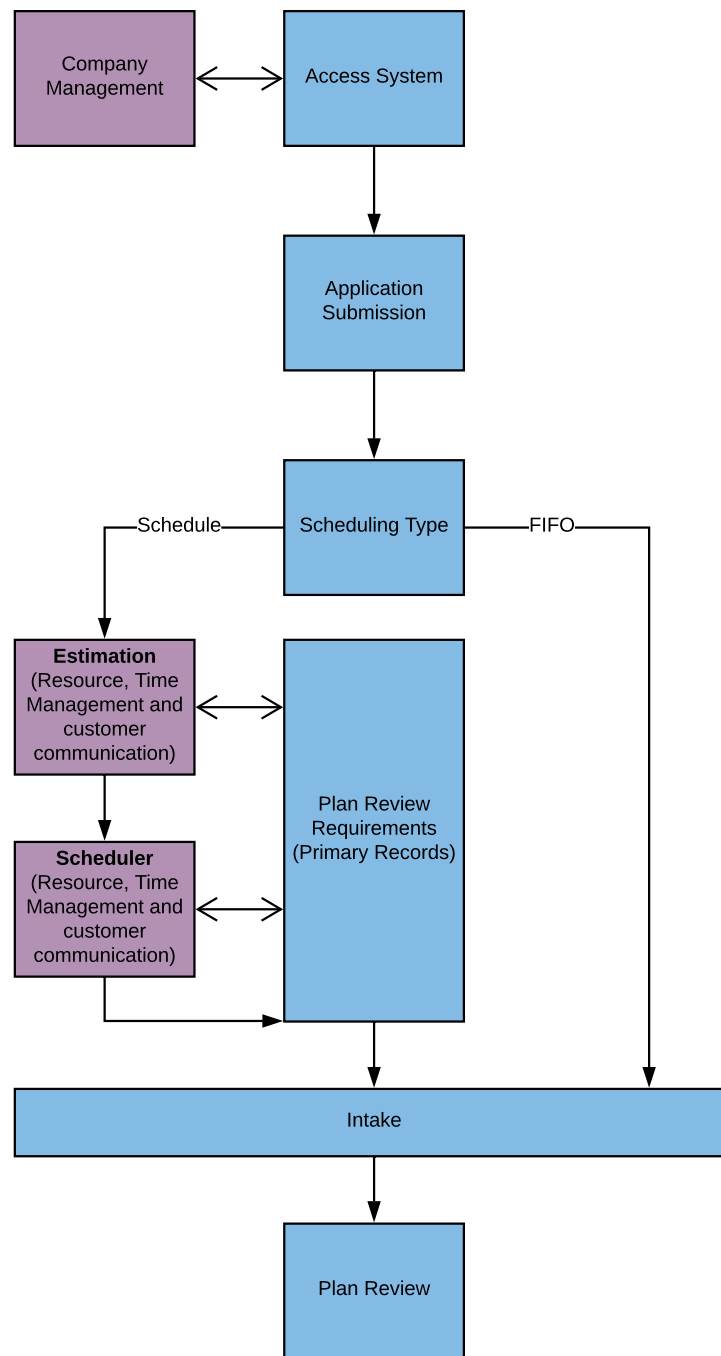 Company
Management
Access System
Application
Submission
Schedule
Scheduling Type
FIFO
Estimation
(Resource, Time
Management and
customer
communication)
Plan Review
Requirements
(Primary Records)
Scheduler
(Resource, Time
Management and
customer
communication)
Intake
Plan Review